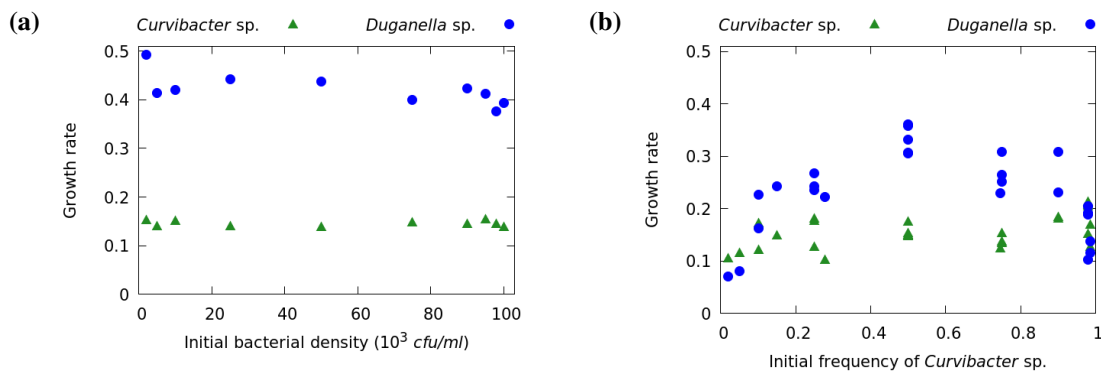 (a)
Curvibacter sp.
Duganella sp.
0.5
0.4
0.3
0.2
0.1
0
Growth rate
0 20 40 60 80 100
Initial bacterial density (10³ cfu/ml)
(b)
Curvibacter sp.
Duganella sp.
0.5
0.4
0.3
0.2
0.1
0
Growth rate
0 0.2 0.4 0.6 0.8 1
Initial frequency of Curvibacter sp.